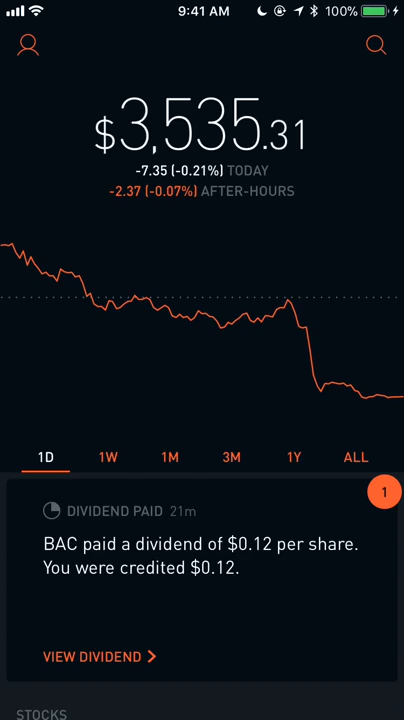 9:41 AM 100%
$3,535.31
-7.35 (-0.21%) TODAY
-2.37 (-0.07%) AFTER-HOURS
1D 1W 1M 3M 1Y ALL
1
DIVIDEND PAID 21m
BAC paid a dividend of $0.12 per share.
You were credited $0.12.
VIEW DIVIDEND
STOCKS